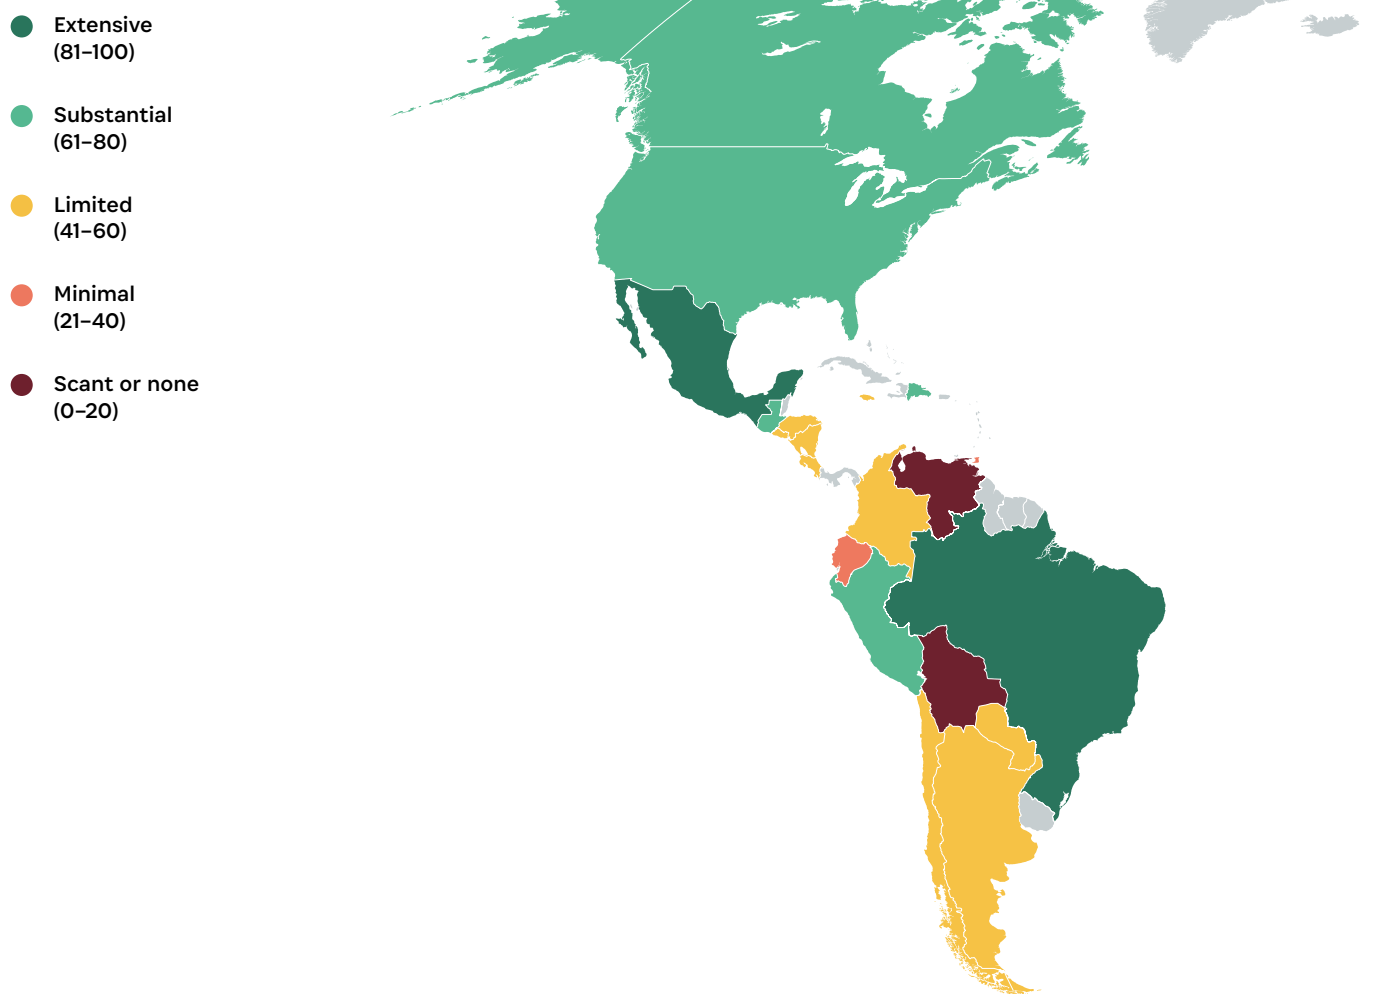 Extensive
(81–100)
Substantial
(61–80)
Limited
(41–60)
Minimal
(21–40)
Scant or none
(0–20)